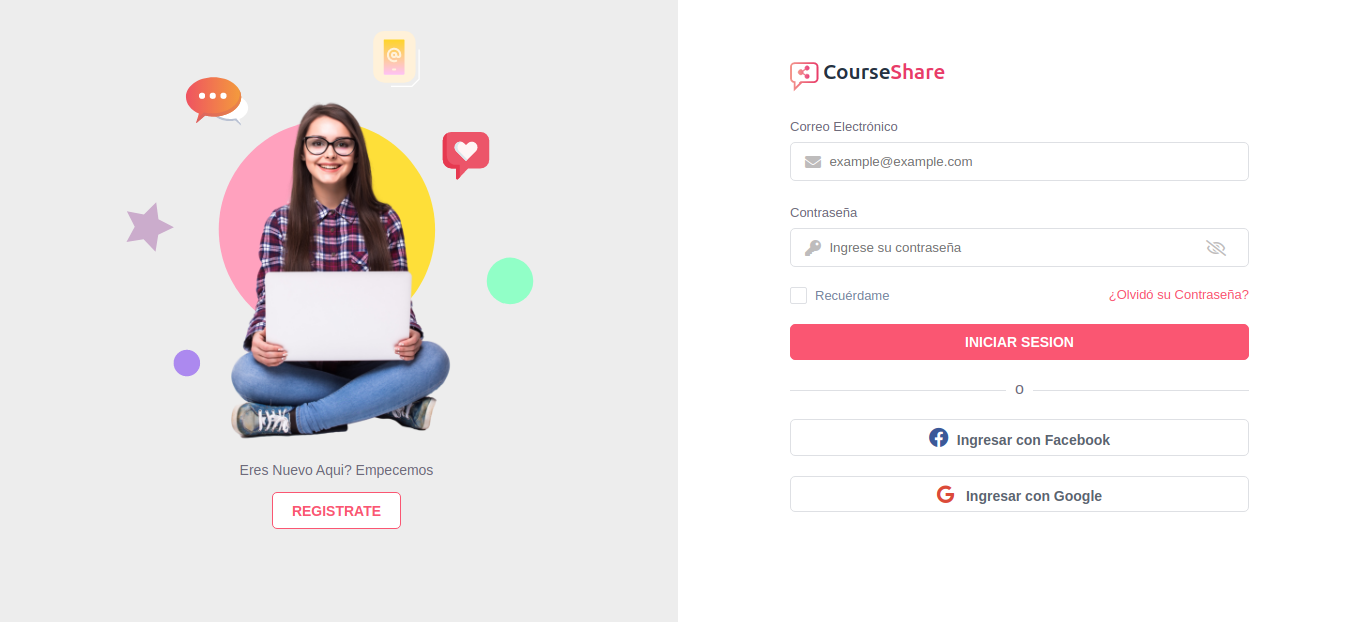 Eres Nuevo Aqui? Empecemos
REGISTRATE
CourseShare
Correo Electrónico
example@example.com
Contraseña
Ingrese su contraseña
Recuérdame
¿Olvidó su Contraseña?
INICIAR SESION
O
Ingresar con Facebook
Ingresar con Google